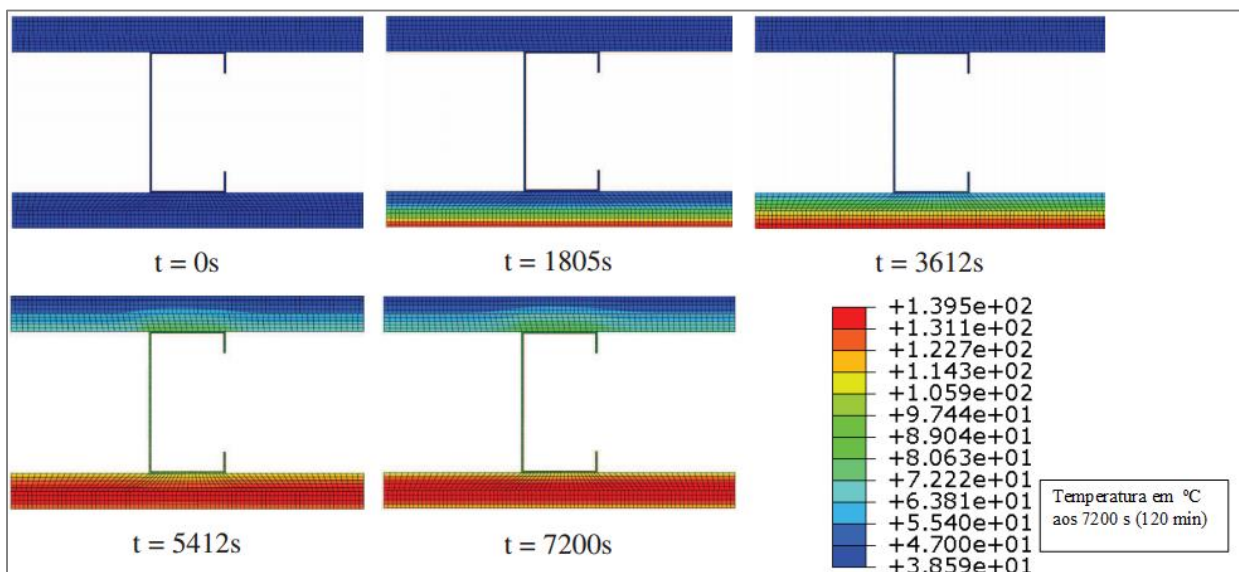 t = 0s
t = 1805s
t = 3612s
t = 5412s
t = 7200s
+1.395e+02
+1.311e+02
+1.227e+02
+1.143e+02
+1.059e+02
+9.744e+01
+8.904e+01
+8.063e+01
+7.222e+01
+6.381e+01
+5.540e+01
+4.700e+01
+3.859e+01
Temperatura em ºC
aos 7200 s (120 min)